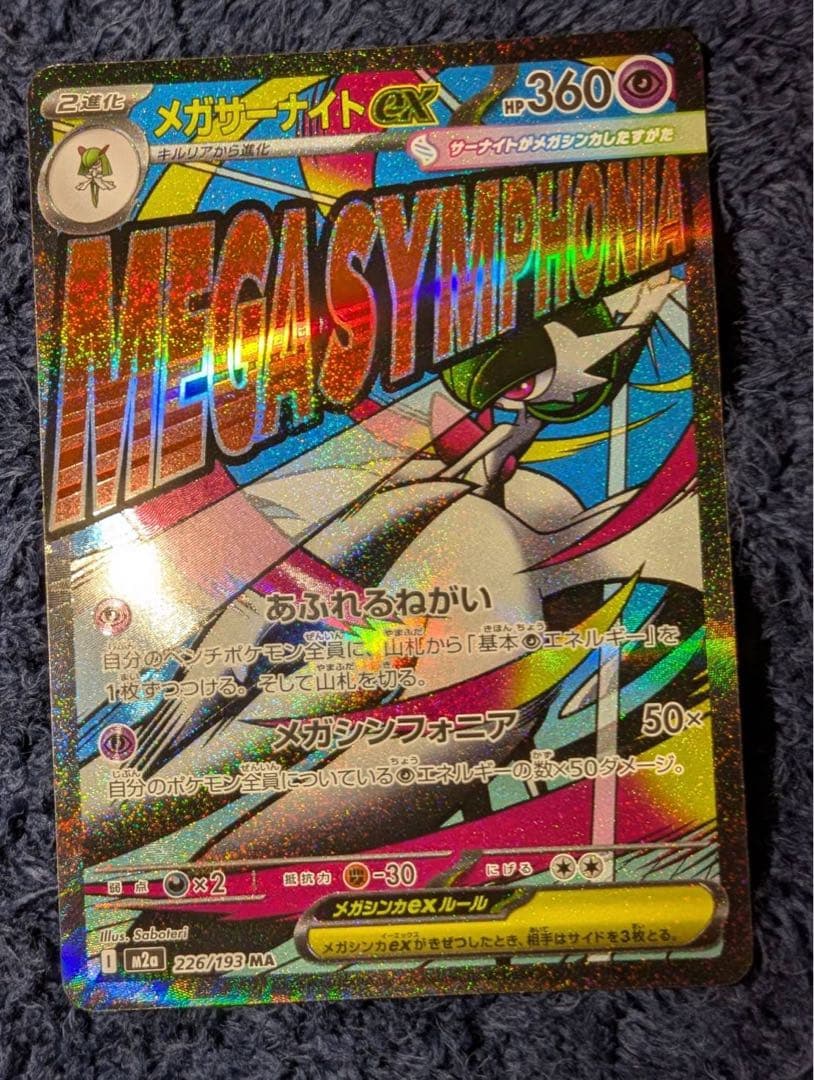 2進化
メガサーナイトex
HP360
キルリアから進化
サーナイトがメガシンカしたすがた
MEGA SYMPHONIA
あふれるねがい
自分のベンチポケモン全員に、山札から「基本エネルギー」を
1枚ずつつける。そして山札を切る。
メガシンフォニア 50×
自分のポケモン全員についているエネルギーの数×50ダメージ。
弱点 ×2 抵抗力 -30 にげる
メガシンカexルール
メガシンカexがきぜつしたとき、相手はサイドを3枚とる。
Illus. Saboteri
I m2a 226/193 MA